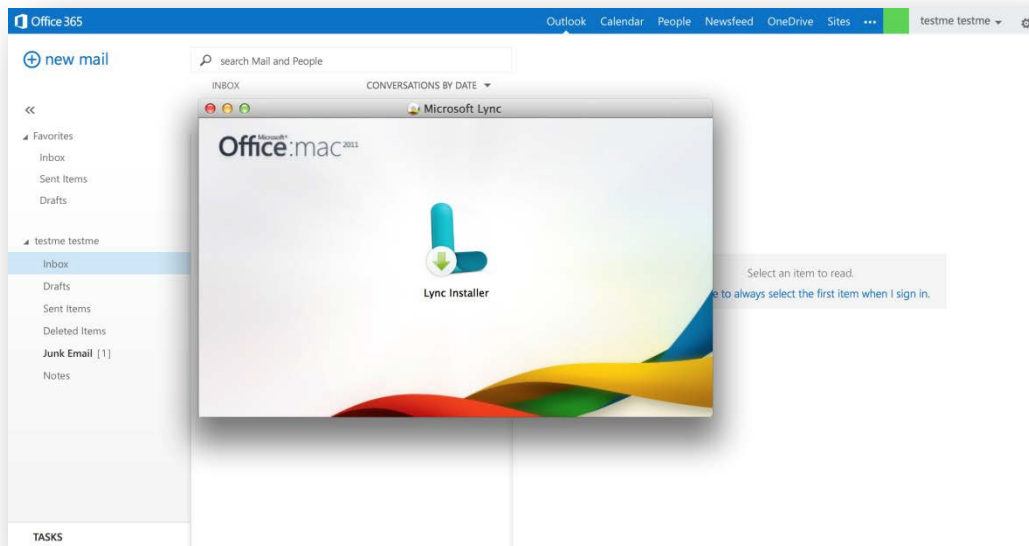 Office 365
Outlook Calendar People Newsfeed OneDrive Sites ••• testme testme
new mail
search Mail and People
INBOX CONVERSATIONS BY DATE
«
Microsoft Lync
Favorites
Inbox
Sent Items
Drafts
Microsoft®
Office:mac 2011
testme testme
Inbox
Drafts
Sent Items
Deleted Items
Junk Email [1]
Notes
Lync Installer
Select an item to read.
to always select the first item when I sign in.
TASKS